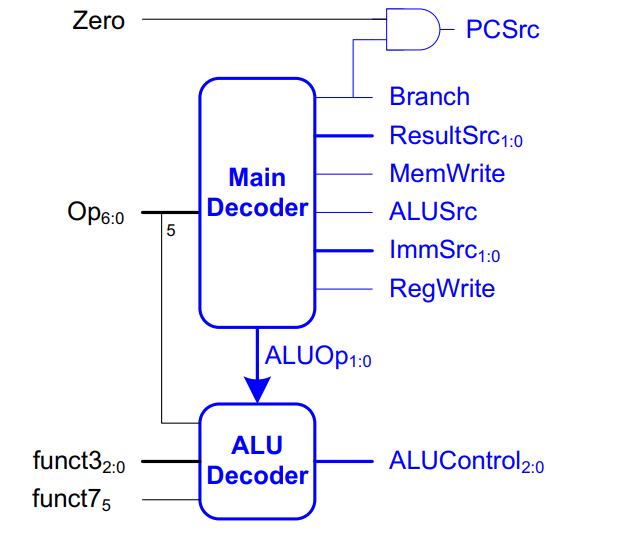 Zero
PCSrc
Branch
ResultSrc1:0
Main
Decoder
MemWrite
Op6:0
5
ALUSrc
ImmSrc1:0
RegWrite
ALUOp1:0
ALU
Decoder
funct32:0
ALUControl2:0
funct75